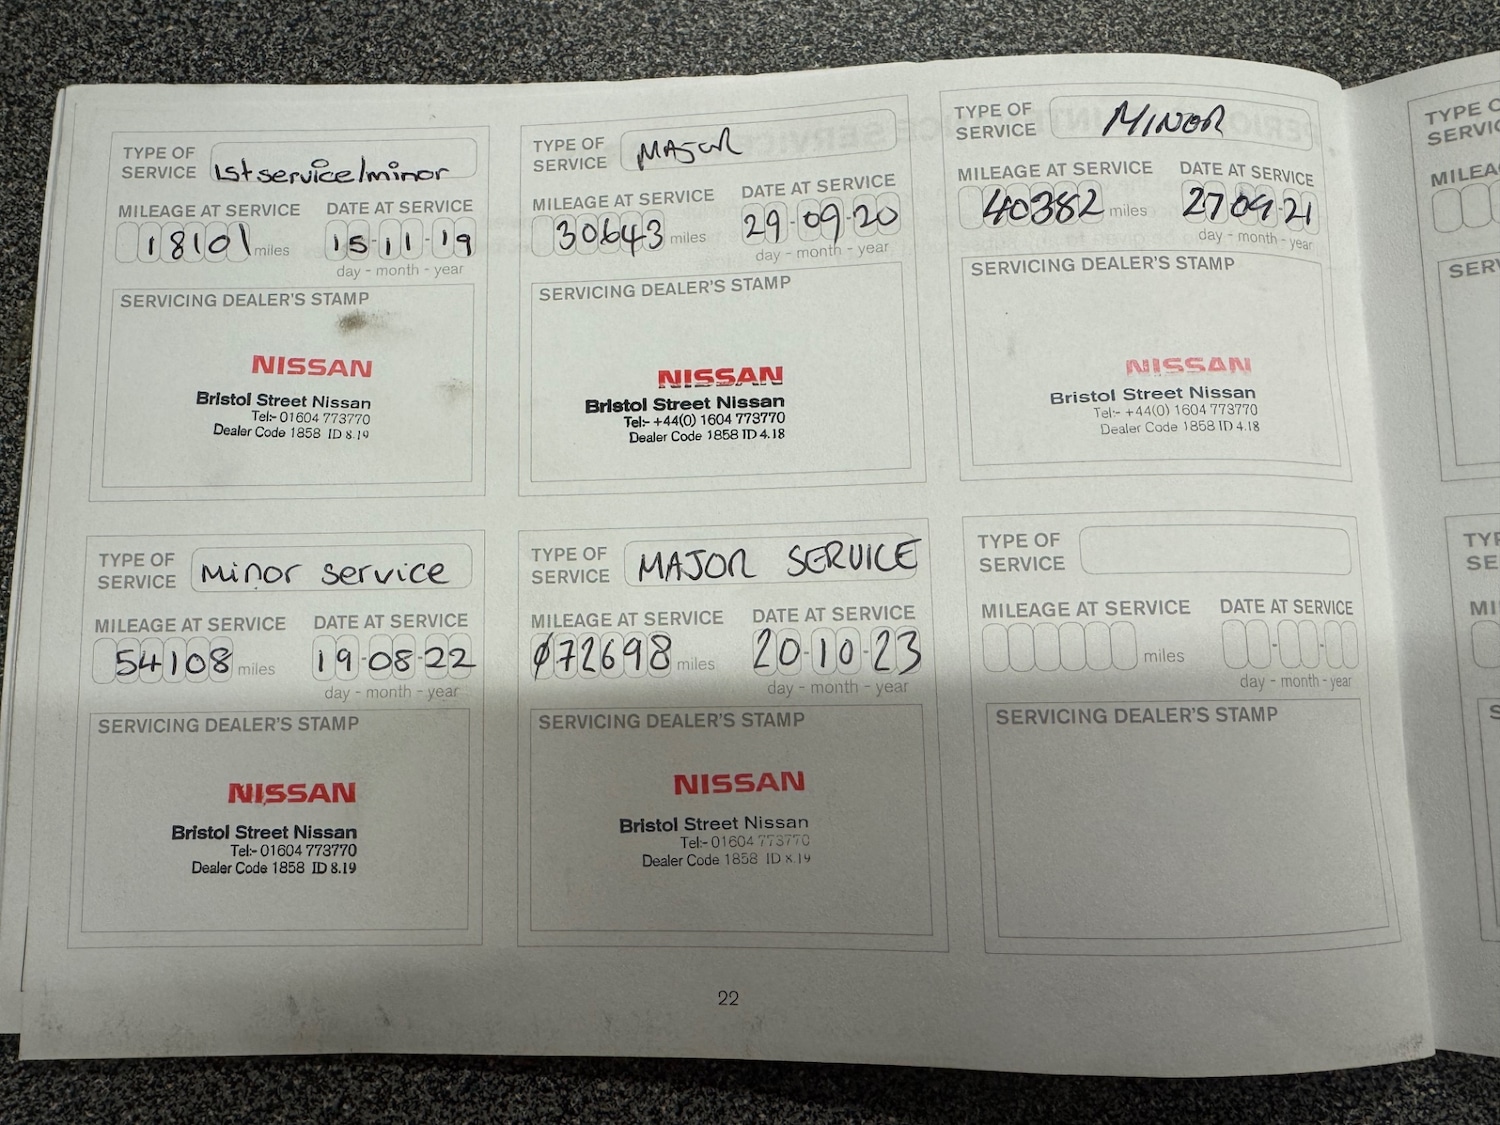 TYPE OF
SERVICE 1st service/minor
MILEAGE AT SERVICE DATE AT SERVICE
18101 miles 15-11-19
day - month - year
SERVICING DEALER'S STAMP
NISSAN
Bristol Street Nissan
Tel:- 01604 773770
Dealer Code 1858 ID 8.19
TYPE OF
SERVICE MAJOR
MILEAGE AT SERVICE DATE AT SERVICE
30643 miles 29-09-20
day - month - year
SERVICING DEALER'S STAMP
NISSAN
Bristol Street Nissan
Tel:- +44(0) 1604 773770
Dealer Code 1858 ID 4.18
TYPE OF
SERVICE MINOR
MILEAGE AT SERVICE DATE AT SERVICE
40382 miles 27-09-21
day - month - year
SERVICING DEALER'S STAMP
NISSAN
Bristol Street Nissan
Tel:- +44(0) 1604 773770
Dealer Code 1858 ID 4.18
TYPE OF
SERVICE minor service
MILEAGE AT SERVICE DATE AT SERVICE
54108 miles 19-08-22
day - month - year
SERVICING DEALER'S STAMP
NISSAN
Bristol Street Nissan
Tel:- 01604 773770
Dealer Code 1858 ID 8.19
TYPE OF
SERVICE MAJOR SERVICE
MILEAGE AT SERVICE DATE AT SERVICE
072698 miles 20-10-23
day - month - year
SERVICING DEALER'S STAMP
NISSAN
Bristol Street Nissan
Tel:- 01604 773770
Dealer Code 1858 ID 8.19
TYPE OF
SERVICE
MILEAGE AT SERVICE DATE AT SERVICE
miles - -
day - month - year
SERVICING DEALER'S STAMP
22